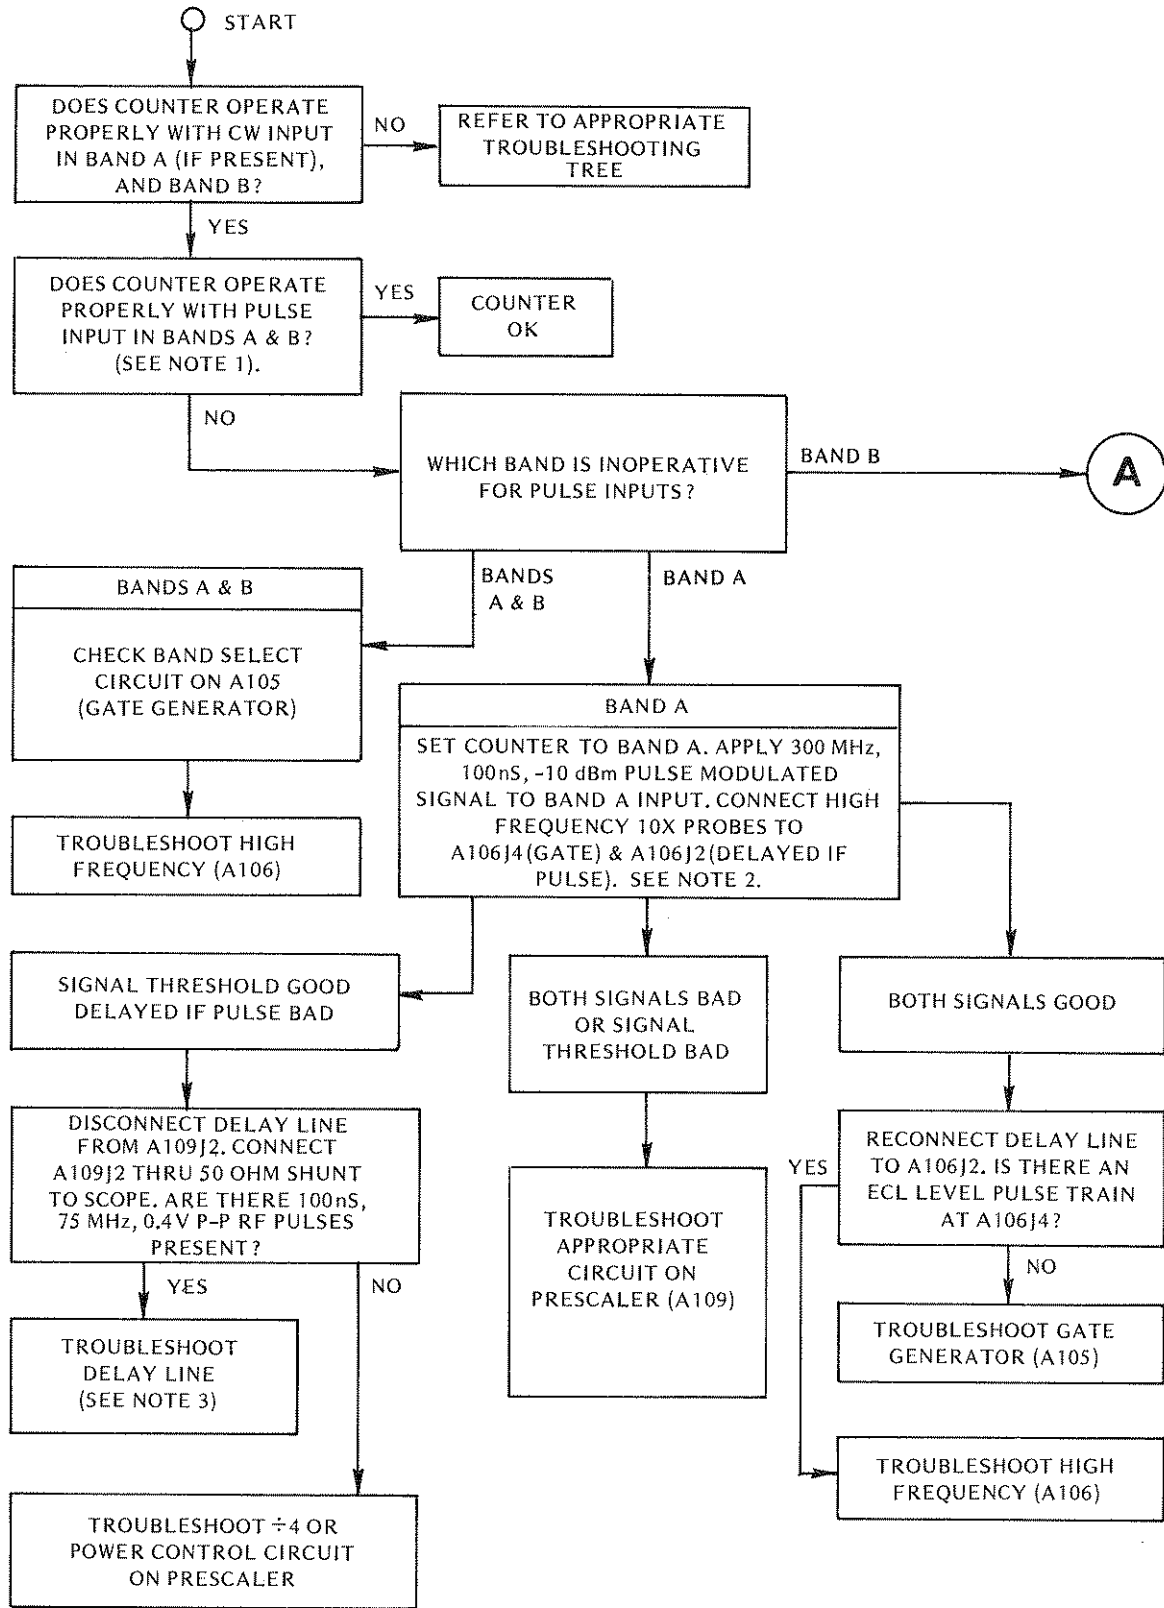 START
DOES COUNTER OPERATE
PROPERLY WITH CW INPUT
IN BAND A (IF PRESENT),
AND BAND B?
NO
REFER TO APPROPRIATE
TROUBLESHOOTING
TREE
YES
DOES COUNTER OPERATE
PROPERLY WITH PULSE
INPUT IN BANDS A & B?
(SEE NOTE 1).
YES
COUNTER
OK
NO
WHICH BAND IS INOPERATIVE
FOR PULSE INPUTS?
BAND B
A
BANDS
A & B
BAND A
BANDS A & B
CHECK BAND SELECT
CIRCUIT ON A105
(GATE GENERATOR)
TROUBLESHOOT HIGH
FREQUENCY (A106)
BAND A
SET COUNTER TO BAND A. APPLY 300 MHz,
100nS, -10 dBm PULSE MODULATED
SIGNAL TO BAND A INPUT. CONNECT HIGH
FREQUENCY 10X PROBES TO
A106J4(GATE) & A106J2(DELAYED IF
PULSE). SEE NOTE 2.
SIGNAL THRESHOLD GOOD
DELAYED IF PULSE BAD
BOTH SIGNALS BAD
OR SIGNAL
THRESHOLD BAD
BOTH SIGNALS GOOD
DISCONNECT DELAY LINE
FROM A109J2. CONNECT
A109J2 THRU 50 OHM SHUNT
TO SCOPE. ARE THERE 100nS,
75 MHz, 0.4V P-P RF PULSES
PRESENT?
YES
NO
TROUBLESHOOT
DELAY LINE
(SEE NOTE 3)
TROUBLESHOOT ÷4 OR
POWER CONTROL CIRCUIT
ON PRESCALER
TROUBLESHOOT
APPROPRIATE
CIRCUIT ON
PRESCALER (A109)
RECONNECT DELAY LINE
TO A106J2. IS THERE AN
ECL LEVEL PULSE TRAIN
AT A106J4?
YES
NO
TROUBLESHOOT GATE
GENERATOR (A105)
TROUBLESHOOT HIGH
FREQUENCY (A106)